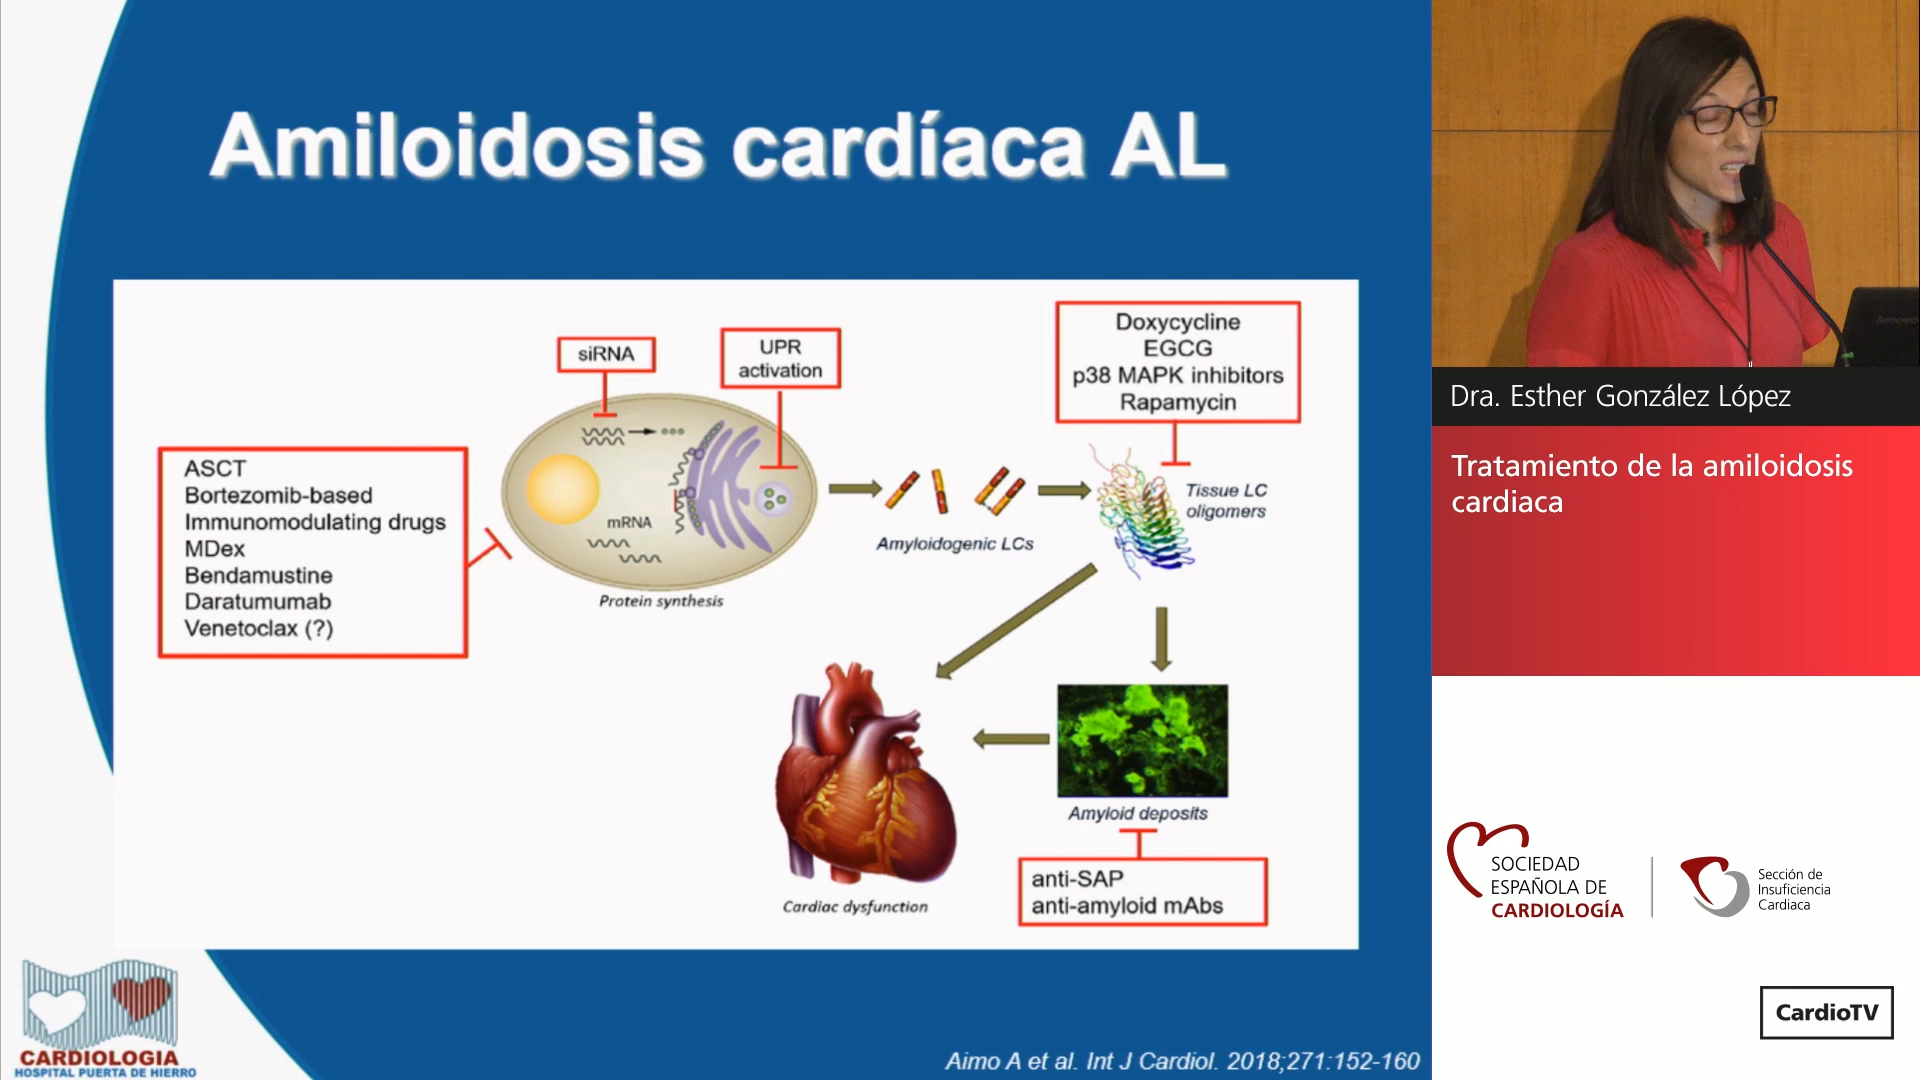 Amiloidosis cardíaca AL
siRNA
UPR
activation
Doxycycline
EGCG
p38 MAPK inhibitors
Rapamycin
ASCT
Bortezomib-based
Immunomodulating drugs
MDex
Bendamustine
Daratumumab
Venetoclax (?)
mRNA
Protein synthesis
Amyloidogenic LCs
Tissue LC
oligomers
Amyloid deposits
anti-SAP
anti-amyloid mAbs
Cardiac dysfunction
CARDIOLOGIA
HOSPITAL PUERTA DE HIERRO
Aimo A et al. Int J Cardiol. 2018;271:152-160
lenovo
Dra. Esther González López
Tratamiento de la amiloidosis
cardiaca
SOCIEDAD
ESPAÑOLA DE
CARDIOLOGÍA
Sección de
Insuficiencia
Cardiaca
CardioTV